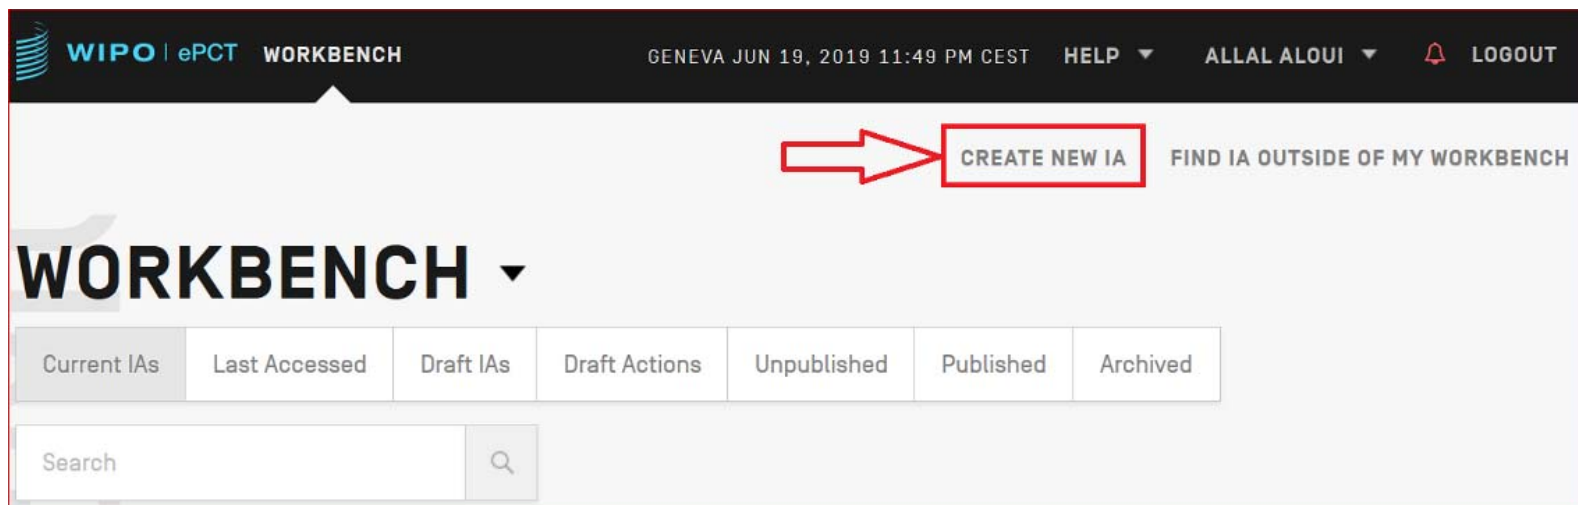 WIPO | ePCT WORKBENCH GENEVA JUN 19, 2019 11:49 PM CEST HELP ALLAL ALOUI LOGOUT
CREATE NEW IA FIND IA OUTSIDE OF MY WORKBENCH
WORKBENCH
Current IAs Last Accessed Draft IAs Draft Actions Unpublished Published Archived
Search